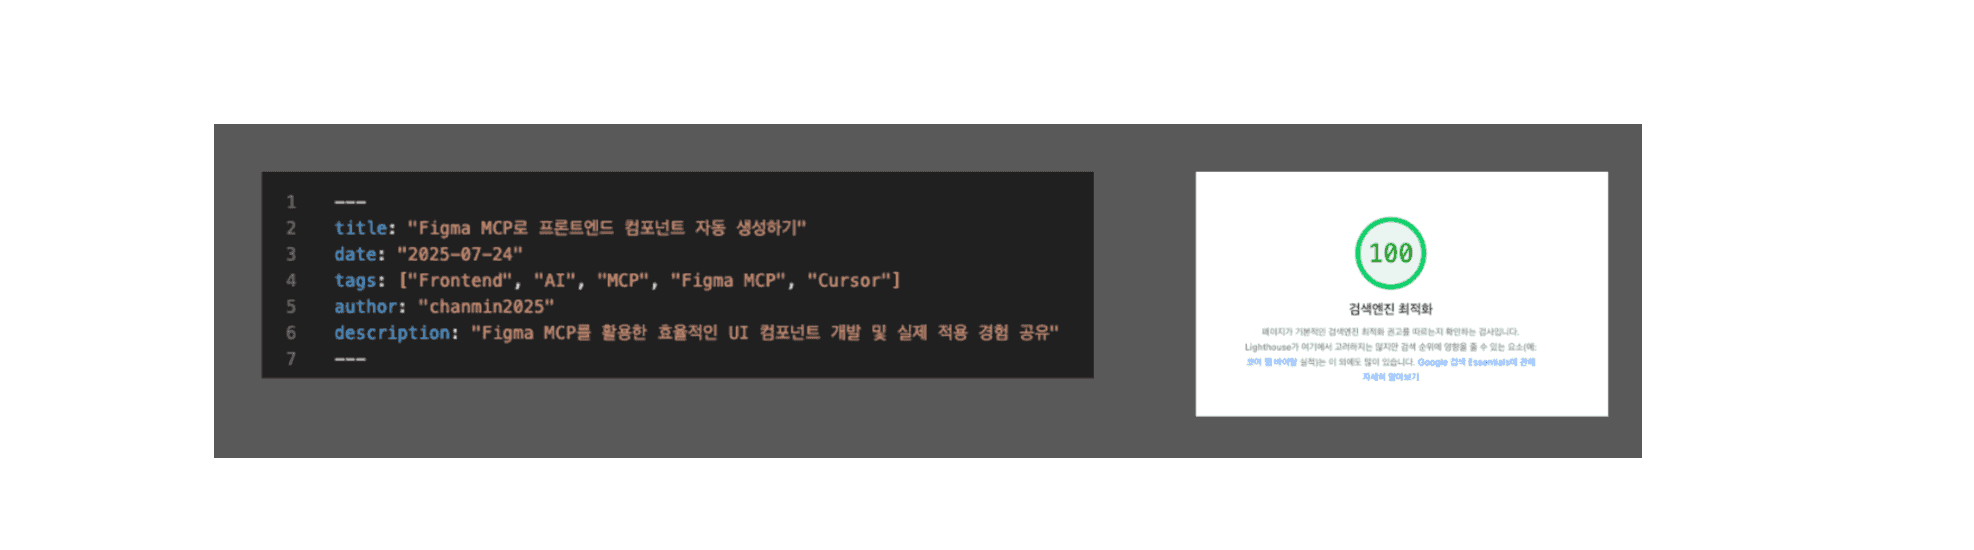 1 ---
2 title: "Figma MCP로 프론트엔드 컴포넌트 자동 생성하기"
3 date: "2025-07-24"
4 tags: ["Frontend", "AI", "MCP", "Figma MCP", "Cursor"]
5 author: "chanmin2025"
6 description: "Figma MCP를 활용한 효율적인 UI 컴포넌트 개발 및 실제 적용 경험 공유"
7 ---
100
검색엔진 최적화
페이지가 기본적인 검색엔진 최적화 권고를 따르는지 확인하는 검사입니다.
Lighthouse가 여기에서 고려하지는 않지만 검색 순위에 영향을 줄 수 있는 요소(예:
코어 웹 바이탈 실적)는 이 외에도 많이 있습니다. Google 검색 Essentials에 관해
자세히 알아보기